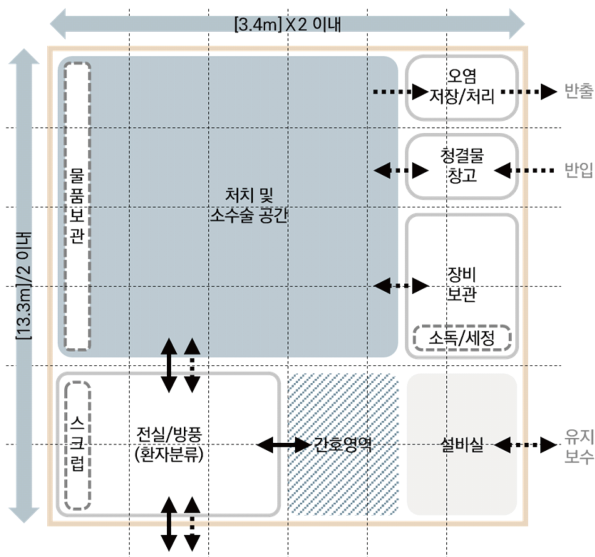 [3.4m]X2 이내
[13.3m]/2 이내
물품보관
처치 및
소수술 공간
오염
저장/처리
반출
청결물
창고
반입
장비
보관
소독/세정
스크럽
전실/방풍
(환자분류)
간호영역
설비실
유지
보수